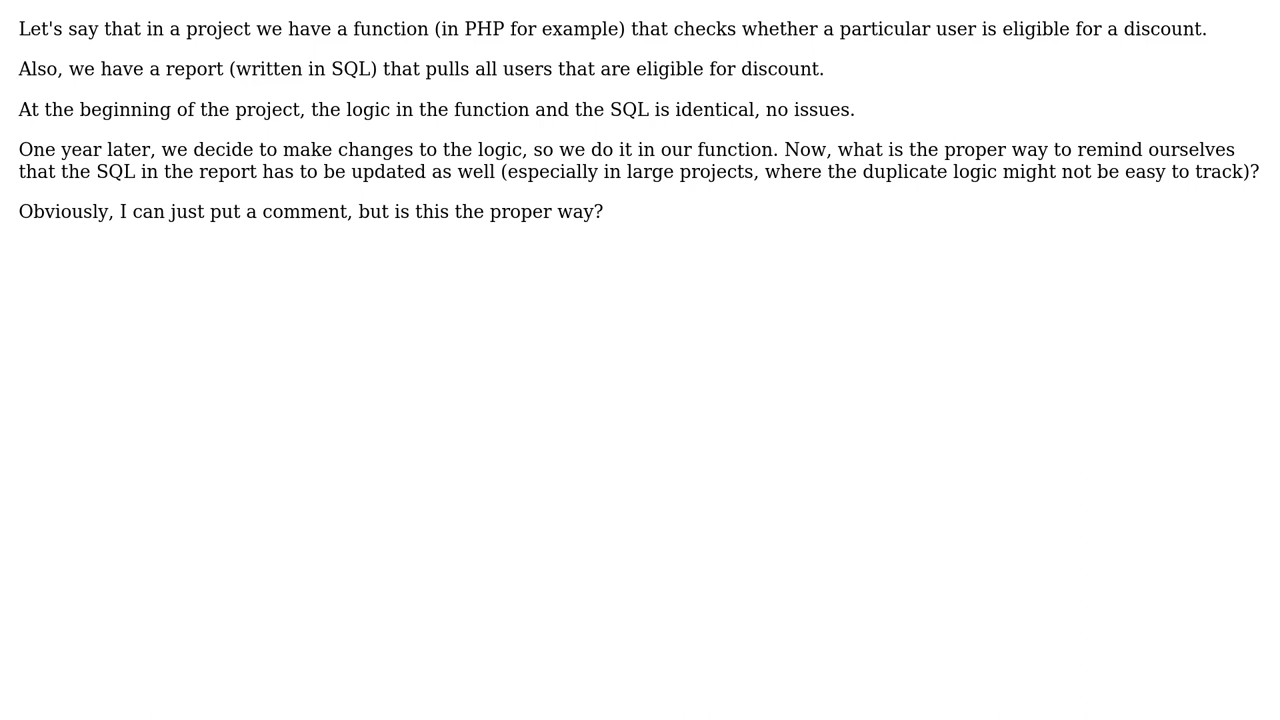 Let's say that in a project we have a function (in PHP for example) that checks whether a particular user is eligible for a discount.
Also, we have a report (written in SQL) that pulls all users that are eligible for discount.
At the beginning of the project, the logic in the function and the SQL is identical, no issues.
One year later, we decide to make changes to the logic, so we do it in our function. Now, what is the proper way to remind ourselves
that the SQL in the report has to be updated as well (especially in large projects, where the duplicate logic might not be easy to track)?
Obviously, I can just put a comment, but is this the proper way?